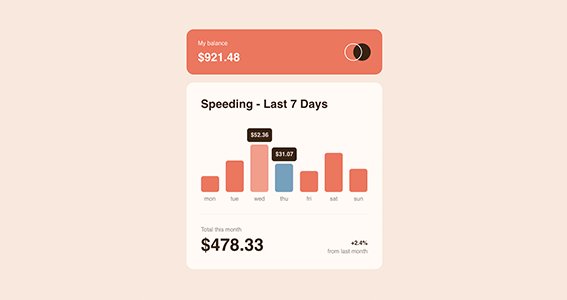 My balance
$921.48
Speeding - Last 7 Days
$52.36
$31.07
mon tue wed thu fri sat sun
Total this month
$478.33
+2.4%
from last month